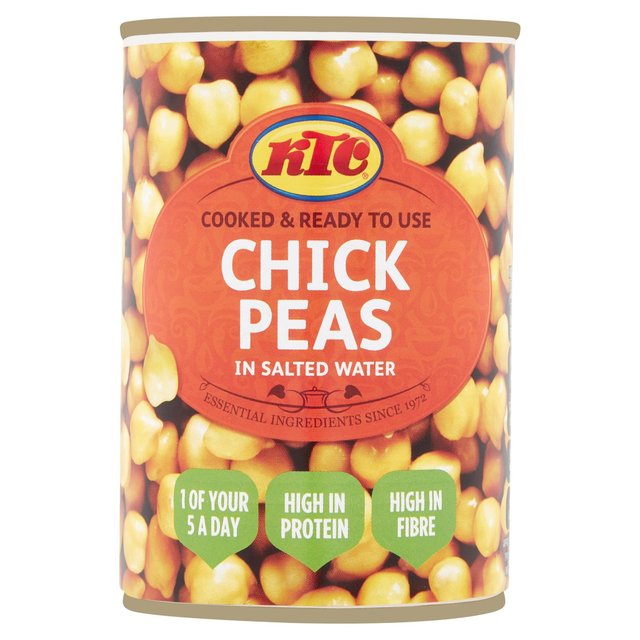 KTC
COOKED & READY TO USE
CHICK
PEAS
IN SALTED WATER
ESSENTIAL INGREDIENTS SINCE 1972
1 OF YOUR
5 A DAY
HIGH IN
PROTEIN
HIGH IN
FIBRE